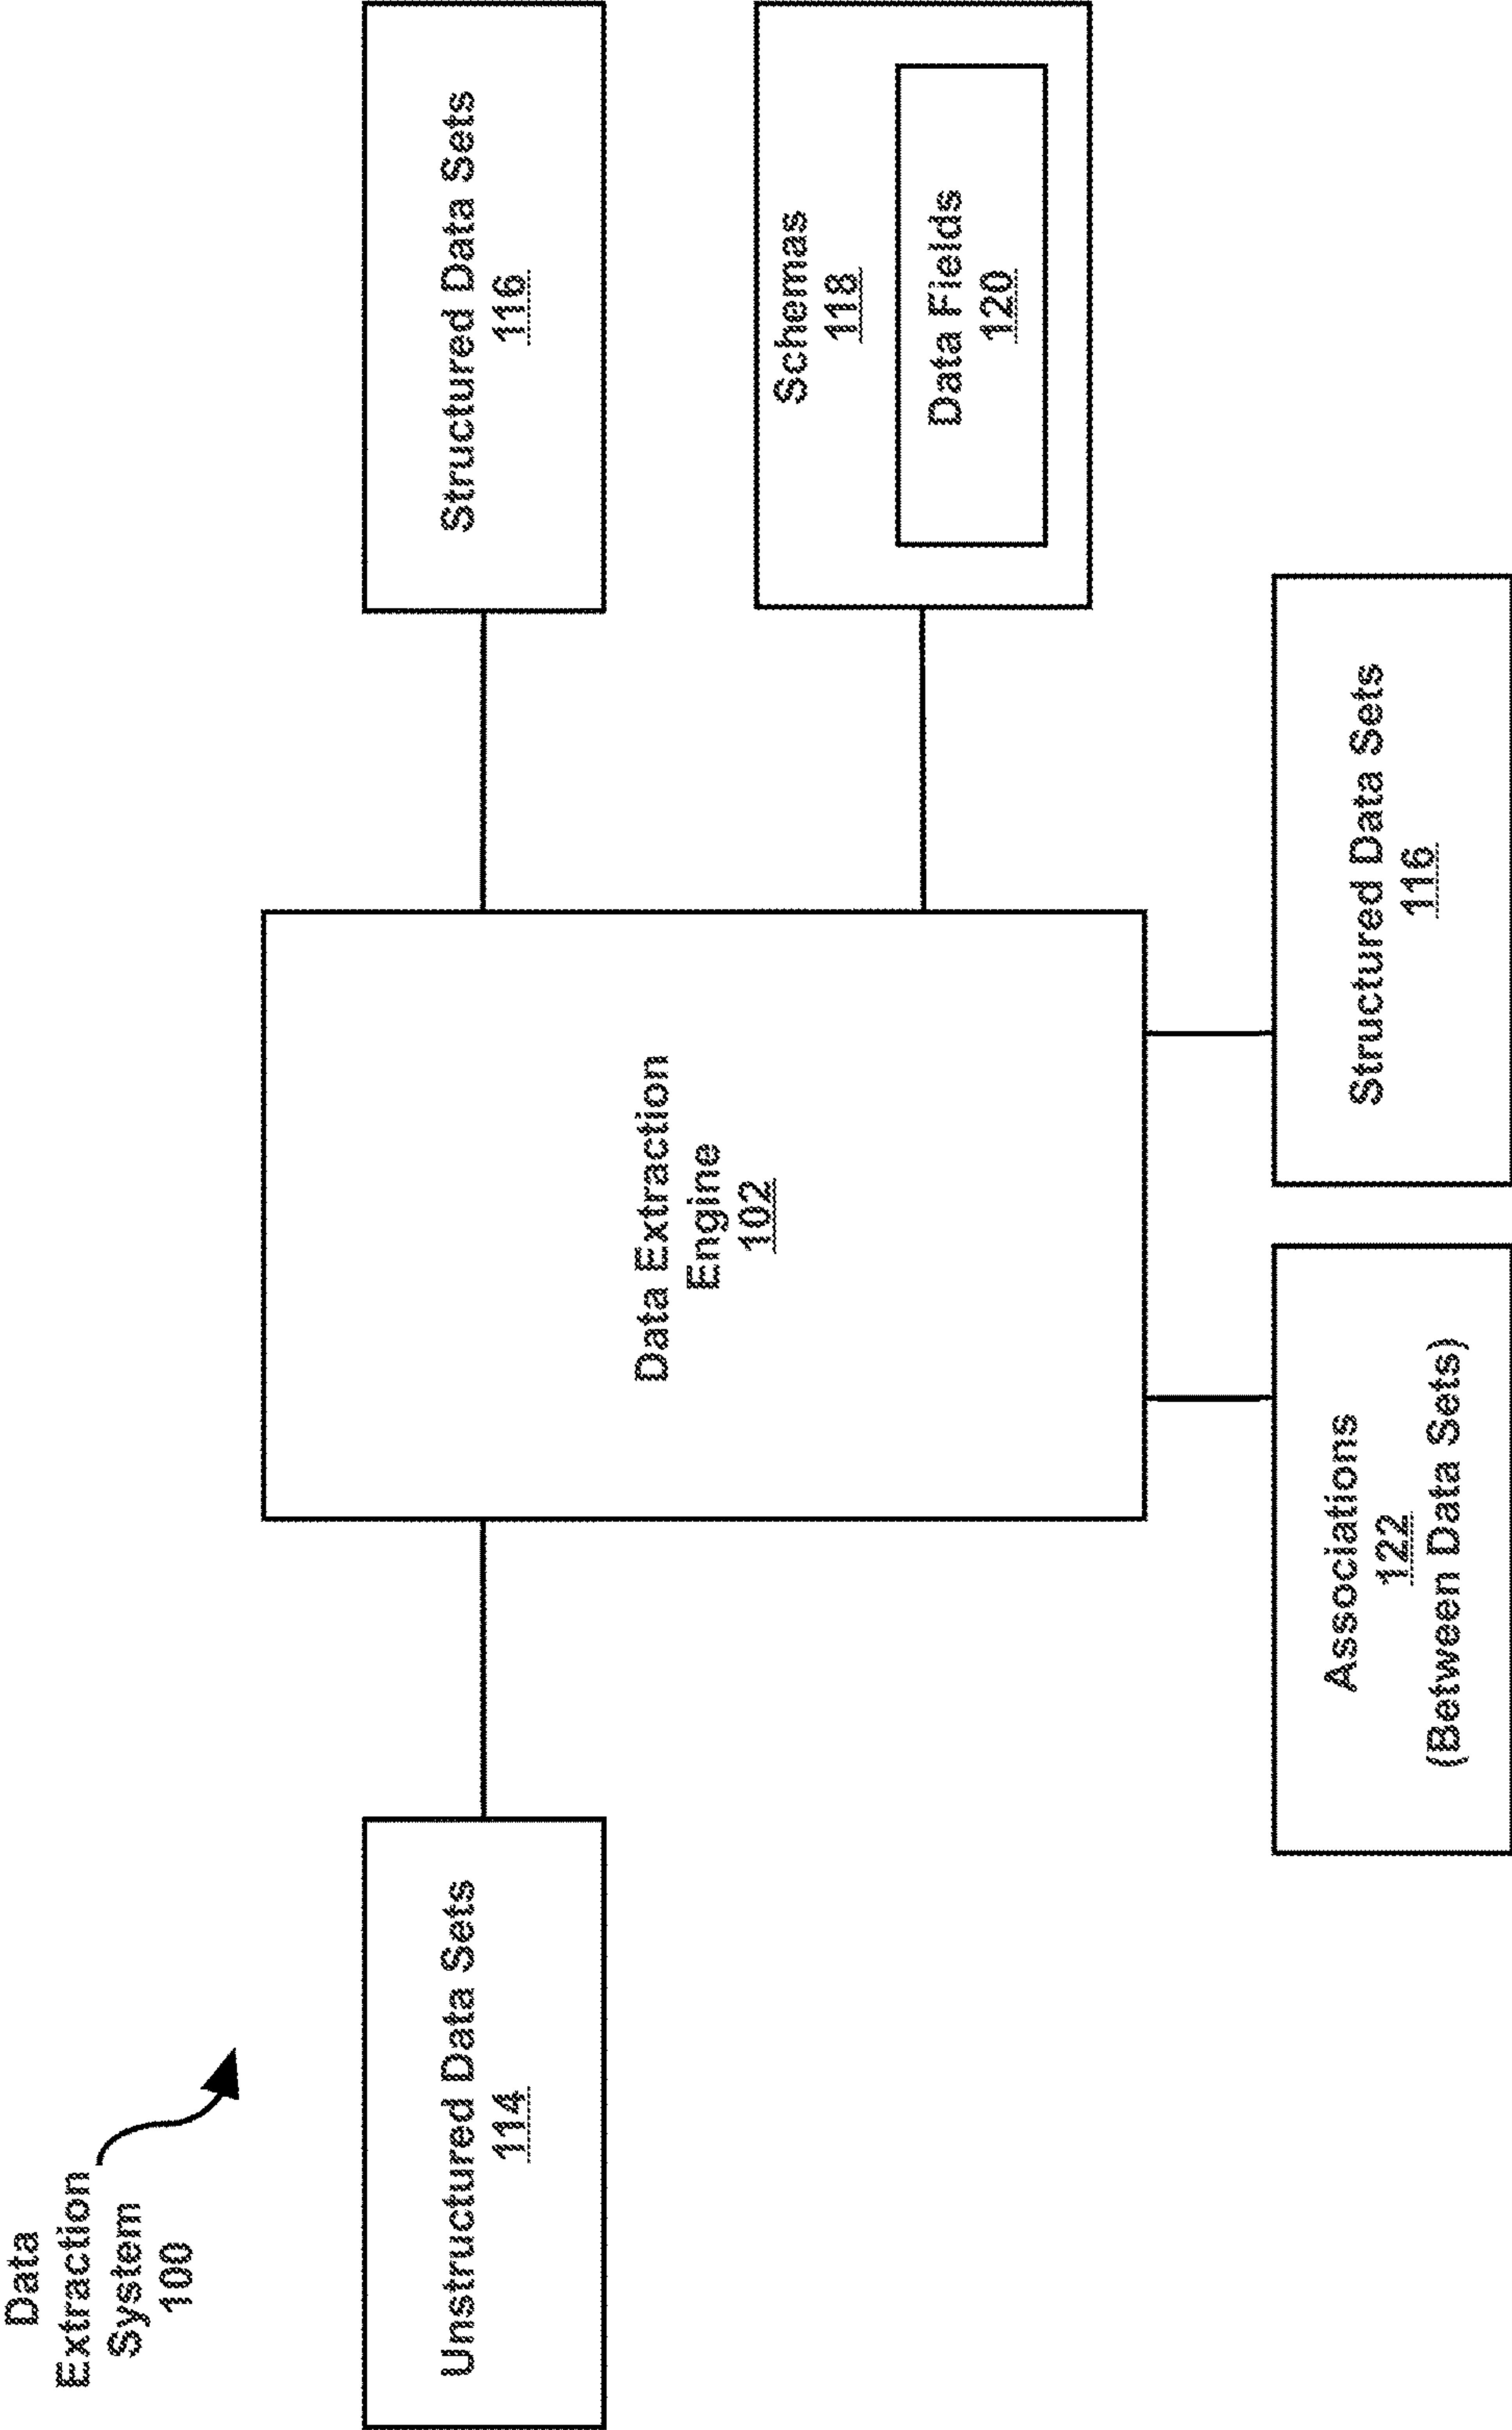 Data
Extraction
System
100
Unstructured Data Sets
114
Data Extraction
Engine
102
Structured Data Sets
116
Schemas
118
Data Fields
120
Associations
122
(Between Data Sets)
Structured Data Sets
116